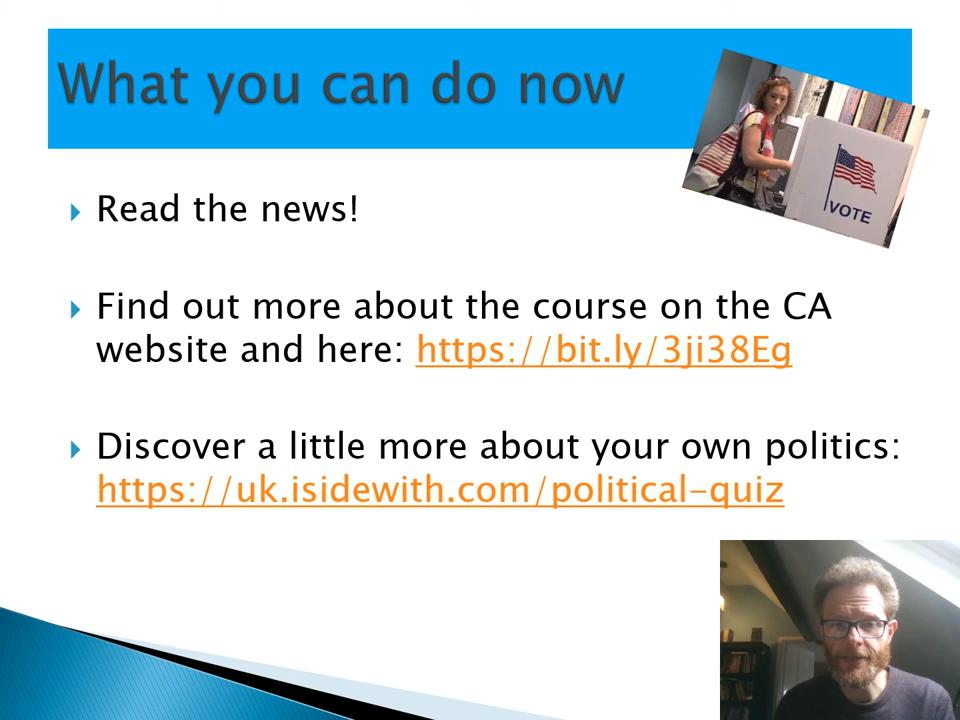 What you can do now
VOTE
Read the news!
Find out more about the course on the CA
website and here: https://bit.ly/3ji38Eg
Discover a little more about your own politics:
https://uk.isidewith.com/political-quiz